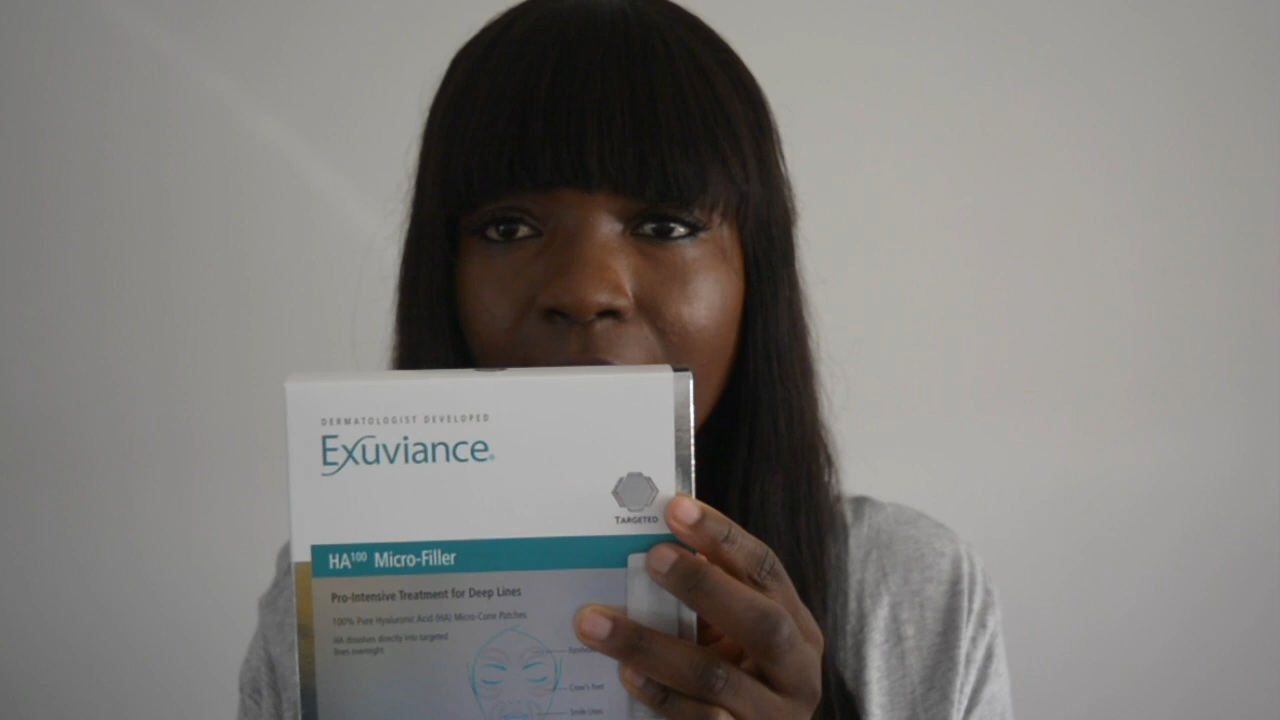 DERMATOLOGIST DEVELOPED
Exuviance®
TARGETED
HA100 Micro-Filler
Pro-Intensive Treatment for Deep Lines
100% Pure Hyaluronic Acid (HA) Micro-Cone Patches
HA dissolves directly into targeted
lines overnight
Crow's Feet
Smile Lines